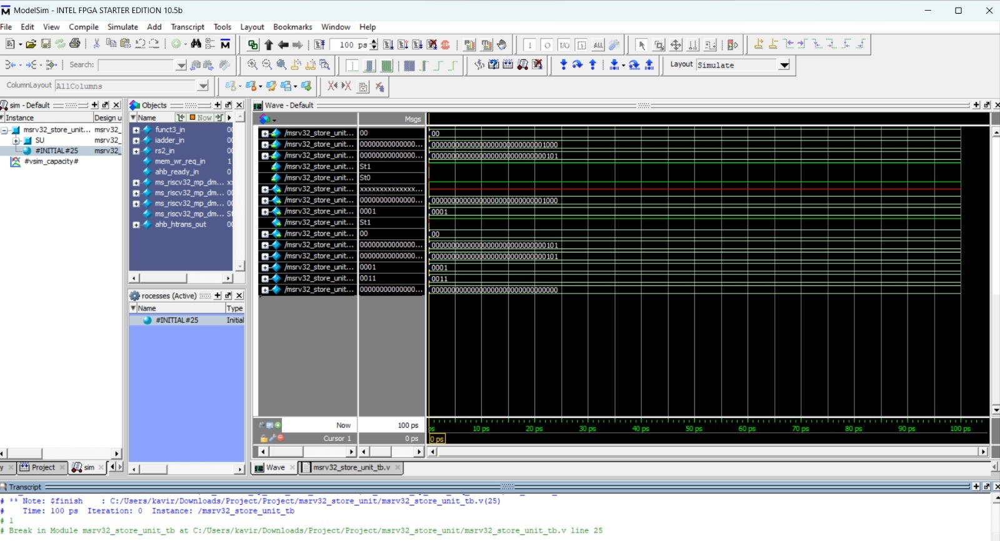 ModelSim - INTEL FPGA STARTER EDITION 10.5b
File Edit View Compile Simulate Add Transcript Tools Layout Bookmarks Window Help
100 ps
Search:
Layout Simulate
ColumnLayout AllColumns
sim - Default
Instance Design u
msrv32_store_unit... msrv32_
SU msrv32_
#INITIAL#25 msrv32_
#vsim_capacity#
Objects
Name Now
funct3_in 00
iadder_in 00
rs2_in 00
mem_wr_req_in 1
ahb_ready_in 0
ms_riscv32_mp_dm... xx
ms_riscv32_mp_dm... 00
ms_riscv32_mp_dm... 00
ms_riscv32_mp_dm... St
ahb_htrans_out 00
rocesses (Active)
Name Type
#INITIAL#25 Initial
Wave - Default
Msgs
/msrv32_store_unit... 00 00
/msrv32_store_unit... 0000000000000... 00000000000000000000000000001000
/msrv32_store_unit... 0000000000000... 00000000000000000000000000000101
/msrv32_store_unit... St1
/msrv32_store_unit... St0
/msrv32_store_unit... xxxxxxxxxxxxxx...
/msrv32_store_unit... 0000000000000... 00000000000000000000000000001000
/msrv32_store_unit... 0001 0001
/msrv32_store_unit... St1
/msrv32_store_unit... 00 00
/msrv32_store_unit... 0000000000000... 00000000000000000000000000000101
/msrv32_store_unit... 0000000000000... 00000000000000000000000000000101
/msrv32_store_unit... 0001 0001
/msrv32_store_unit... 0011 0011
/msrv32_store_unit... 0000000000000... 00000000000000000000000000000000
Now 100 ps
ps 10 ps 20 ps 30 ps 40 ps 50 ps 60 ps 70 ps 80 ps 90 ps 100 ps
Cursor 1 0 ps 0 ps
y Project sim
Wave msrv32_store_unit_tb.v
Transcript
# ** Note: $finish : C:/Users/kavir/Downloads/Project/Project/msrv32_store_unit/msrv32_store_unit_tb.v(25)
# Time: 100 ps Iteration: 0 Instance: /msrv32_store_unit_tb
# 1
# Break in Module msrv32_store_unit_tb at C:/Users/kavir/Downloads/Project/Project/msrv32_store_unit/msrv32_store_unit_tb.v line 25